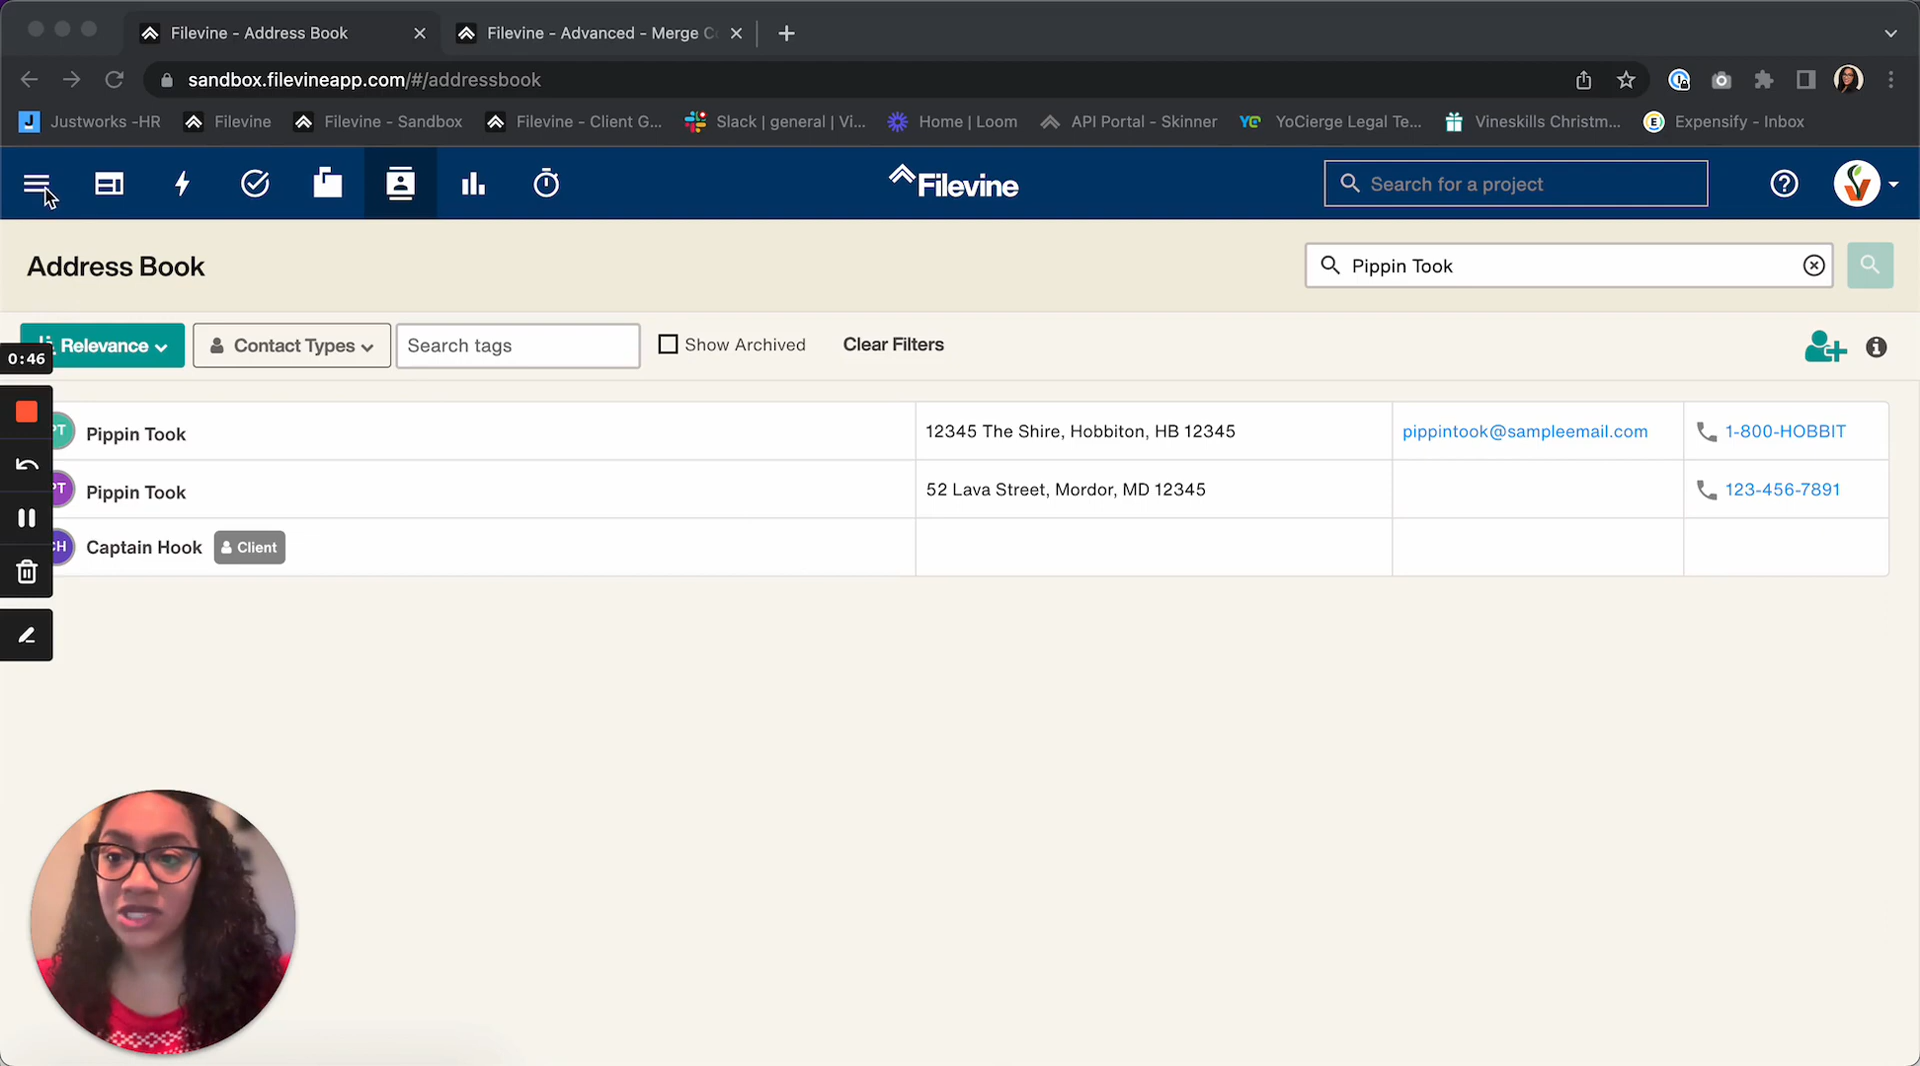 Filevine - Address Book
Filevine - Advanced - Merge C
sandbox.filevineapp.com/#/addressbook
Justworks -HR
Filevine
Filevine - Sandbox
Filevine - Client G...
Slack | general | Vi...
Home | Loom
API Portal - Skinner
YC
YoCierge Legal Te...
Vineskills Christm...
Expensify - Inbox
Filevine
Search for a project
Address Book
Pippin Took
Relevance
Contact Types
Search tags
Show Archived
Clear Filters
0:46
PT
Pippin Took
12345 The Shire, Hobbiton, HB 12345
pippintook@sampleemail.com
1-800-HOBBIT
PT
Pippin Took
52 Lava Street, Mordor, MD 12345
123-456-7891
CH
Captain Hook
Client